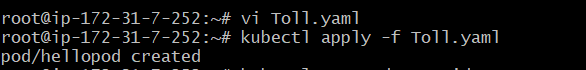 root@ip-172-31-7-252:~# vi Toll.yaml
root@ip-172-31-7-252:~# kubectl apply -f Toll.yaml
pod/hellopod created